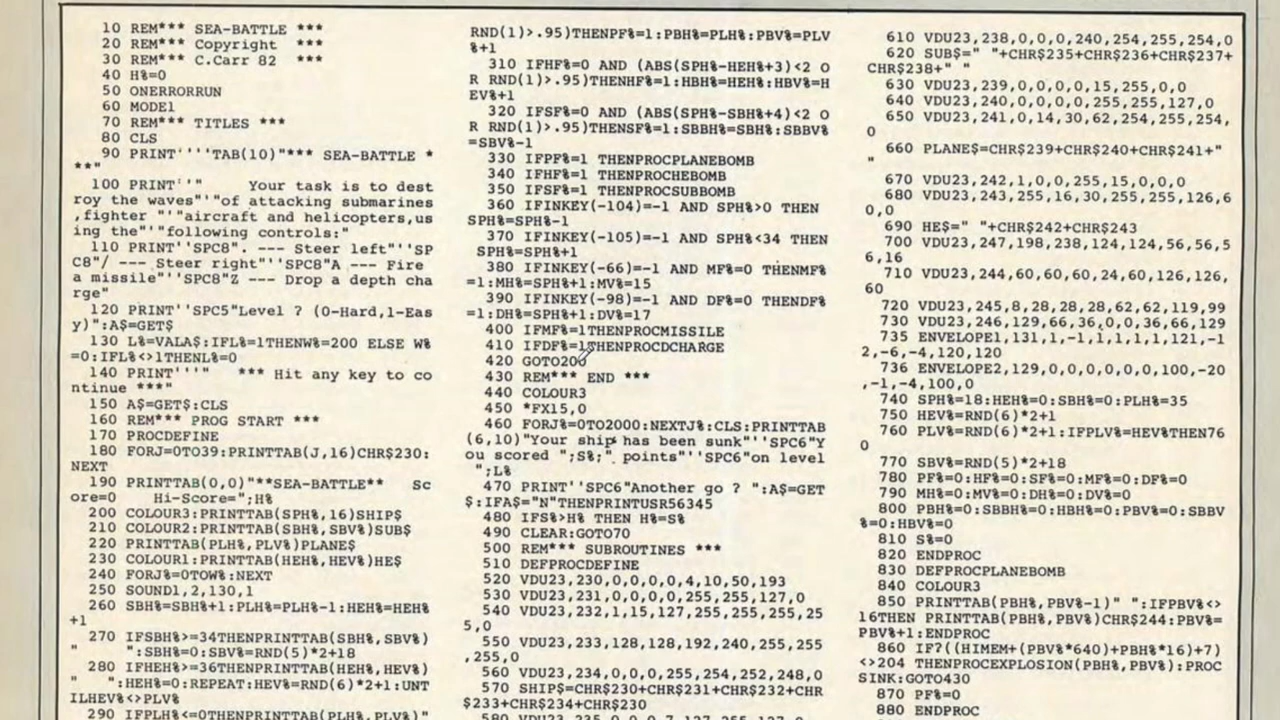 10 REM*** SEA-BATTLE ***
20 REM*** Copyright ***
30 REM*** C.Carr 82 ***
40 H%=0
50 ONERRORRUN
60 MODE1
70 REM*** TITLES ***
80 CLS
90 PRINT''''TAB(10)"*** SEA-BATTLE *
**"
100 PRINT'''"    Your task is to dest
roy the waves"'"of attacking submarines
,fighter "'"aircraft and helicopters,us
ing the"'"following controls:"
110 PRINT''SPC8". --- Steer left"''SP
C8"/ --- Steer right"''SPC8"A --- Fire
a missile"''SPC8"Z --- Drop a depth cha
rge"
120 PRINT''SPC5"Level ? (0-Hard,1-Eas
y)":A$=GET$
130 L%=VALA$:IFL%=1THENW%=200 ELSE W%
=0:IFL%<>1THENL%=0
140 PRINT'''"   *** Hit any key to co
ntinue ***"
150 A$=GET$:CLS
160 REM*** PROG START ***
170 PROCDEFINE
180 FORJ=0TO39:PRINTTAB(J,16)CHR$230:
NEXT
190 PRINTTAB(0,0)"**SEA-BATTLE**   Sc
ore=0    Hi-Score=";H%
200 COLOUR3:PRINTTAB(SPH%,16)SHIP$
210 COLOUR2:PRINTTAB(SBH%,SBV%)SUB$
220 PRINTTAB(PLH%,PLV%)PLANE$
230 COLOUR1:PRINTTAB(HEH%,HEV%)HE$
240 FORJ%=0TOW%:NEXT
250 SOUND1,2,130,1
260 SBH%=SBH%+1:PLH%=PLH%-1:HEH%=HEH%
+1
270 IFSBH%>=34THENPRINTTAB(SBH%,SBV%)
"      ":SBH%=0:SBV%=RND(5)*2+18
280 IFHEH%>=36THENPRINTTAB(HEH%,HEV%)
"    ":HEH%=0:REPEAT:HEV%=RND(6)*2+1:UNT
ILHEV%<>PLV%
290 IFPLH%<=0THENPRINTTAB(PLH%,PLV%)"
RND(1)>.95)THENPF%=1:PBH%=PLH%:PBV%=PLV
%+1
310 IFHF%=0 AND (ABS(SPH%-HEH%+3)<2 O
R RND(1)>.95)THENHF%=1:HBH%=HEH%:HBV%=H
EV%+1
320 IFSF%=0 AND (ABS(SPH%-SBH%+4)<2 O
R RND(1)>.95)THENSF%=1:SBBH%=SBH%:SBBV%
=SBV%-1
330 IFPF%=1 THENPROCPLANEBOMB
340 IFHF%=1 THENPROCHEBOMB
350 IFSF%=1 THENPROCSUBBOMB
360 IFINKEY(-104)=-1 AND SPH%>0 THEN
SPH%=SPH%-1
370 IFINKEY(-105)=-1 AND SPH%<34 THEN
SPH%=SPH%+1
380 IFINKEY(-66)=-1 AND MF%=0 THENMF%
=1:MH%=SPH%+1:MV%=15
390 IFINKEY(-98)=-1 AND DF%=0 THENDF%
=1:DH%=SPH%+1:DV%=17
400 IFMF%=1THENPROCMISSILE
410 IFDF%=1THENPROCDCHARGE
420 GOTO200
430 REM*** END ***
440 COLOUR3
450 *FX15,0
460 FORJ%=0TO2000:NEXTJ%:CLS:PRINTTAB
(6,10)"Your ship has been sunk"''SPC6"Y
ou scored ";S%;" points"''SPC6"on level
";L%
470 PRINT''SPC6"Another go ? ":A$=GET
$:IFA$="N"THENPRINTUSR56345
480 IFS%>H% THEN H%=S%
490 CLEAR:GOTO70
500 REM*** SUBROUTINES ***
510 DEFPROCDEFINE
520 VDU23,230,0,0,0,0,4,10,50,193
530 VDU23,231,0,0,0,0,255,255,127,0
540 VDU23,232,1,15,127,255,255,255,25
5,0
550 VDU23,233,128,128,192,240,255,255
,255,0
560 VDU23,234,0,0,0,255,254,252,248,0
570 SHIP$=CHR$230+CHR$231+CHR$232+CHR
$233+CHR$234+CHR$230
580 VDU23,235,0,0,0,7,127,255,127,0
610 VDU23,238,0,0,0,240,254,255,254,0
620 SUB$=" "+CHR$235+CHR$236+CHR$237+
CHR$238+" "
630 VDU23,239,0,0,0,0,15,255,0,0
640 VDU23,240,0,0,0,0,255,255,127,0
650 VDU23,241,0,14,30,62,254,255,254,
0
660 PLANE$=CHR$239+CHR$240+CHR$241+"
"
670 VDU23,242,1,0,0,255,15,0,0,0
680 VDU23,243,255,16,30,255,255,126,6
0,0
690 HE$=" "+CHR$242+CHR$243
700 VDU23,247,198,238,124,124,56,56,5
6,16
710 VDU23,244,60,60,60,24,60,126,126,
60
720 VDU23,245,8,28,28,28,62,62,119,99
730 VDU23,246,129,66,36,0,0,36,66,129
735 ENVELOPE1,131,1,-1,1,1,1,1,121,-1
2,-6,-4,120,120
736 ENVELOPE2,129,0,0,0,0,0,0,100,-20
,-1,-4,100,0
740 SPH%=18:HEH%=0:SBH%=0:PLH%=35
750 HEV%=RND(6)*2+1
760 PLV%=RND(6)*2+1:IFPLV%=HEV%THEN76
0
770 SBV%=RND(5)*2+18
780 PF%=0:HF%=0:SF%=0:MF%=0:DF%=0
790 MH%=0:MV%=0:DH%=0:DV%=0
800 PBH%=0:SBBH%=0:HBH%=0:PBV%=0:SBBV
%=0:HBV%=0
810 S%=0
820 ENDPROC
830 DEFPROCPLANEBOMB
840 COLOUR3
850 PRINTTAB(PBH%,PBV%-1)" ":IFPBV%<>
16THEN PRINTTAB(PBH%,PBV%)CHR$244:PBV%=
PBV%+1:ENDPROC
860 IF?((HIMEM+(PBV%*640)+PBH%*16)+7)
<>204 THENPROCEXPLOSION(PBH%,PBV%):PROC
SINK:GOTO430
870 PF%=0
880 ENDPROC